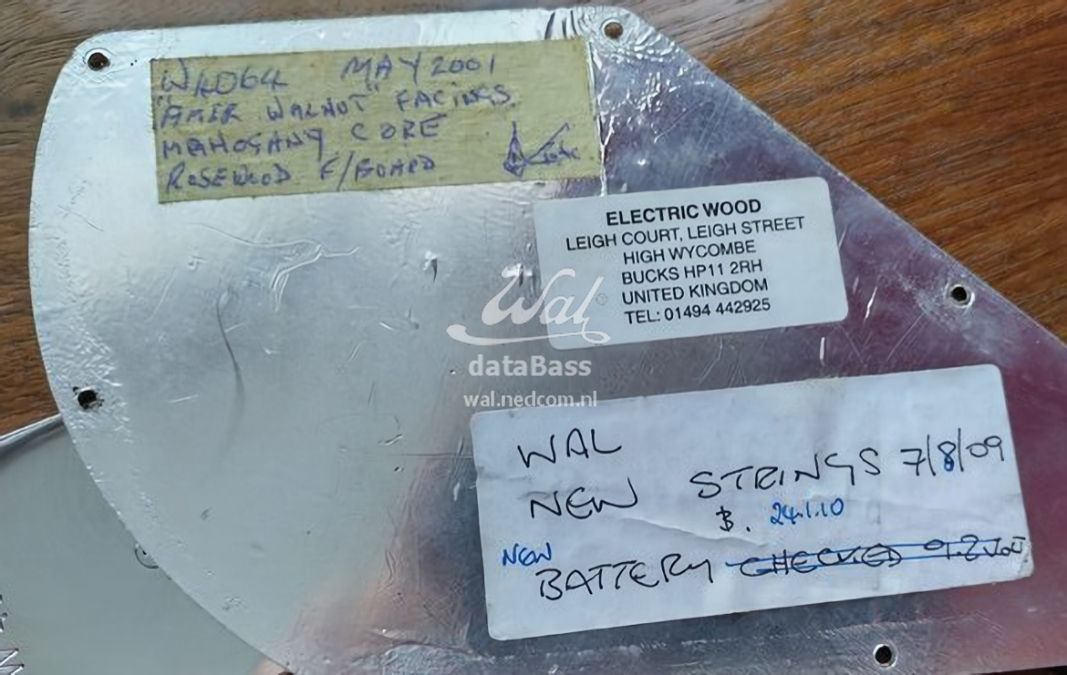 W4064 MAY 2001
"AMER WALNUT" FACINGS.
MAHOGANY CORE
ROSEWOOD F/BOARD
ELECTRIC WOOD
LEIGH COURT, LEIGH STREET
HIGH WYCOMBE
BUCKS HP11 2RH
UNITED KINGDOM
TEL: 01494 442925
Wal
dataBass
wal.nedcom.nl
WAL
NEW STRINGS 7/8/09
B. 24.1.10
NEW
BATTERY CHECKED 9.2 VOLT